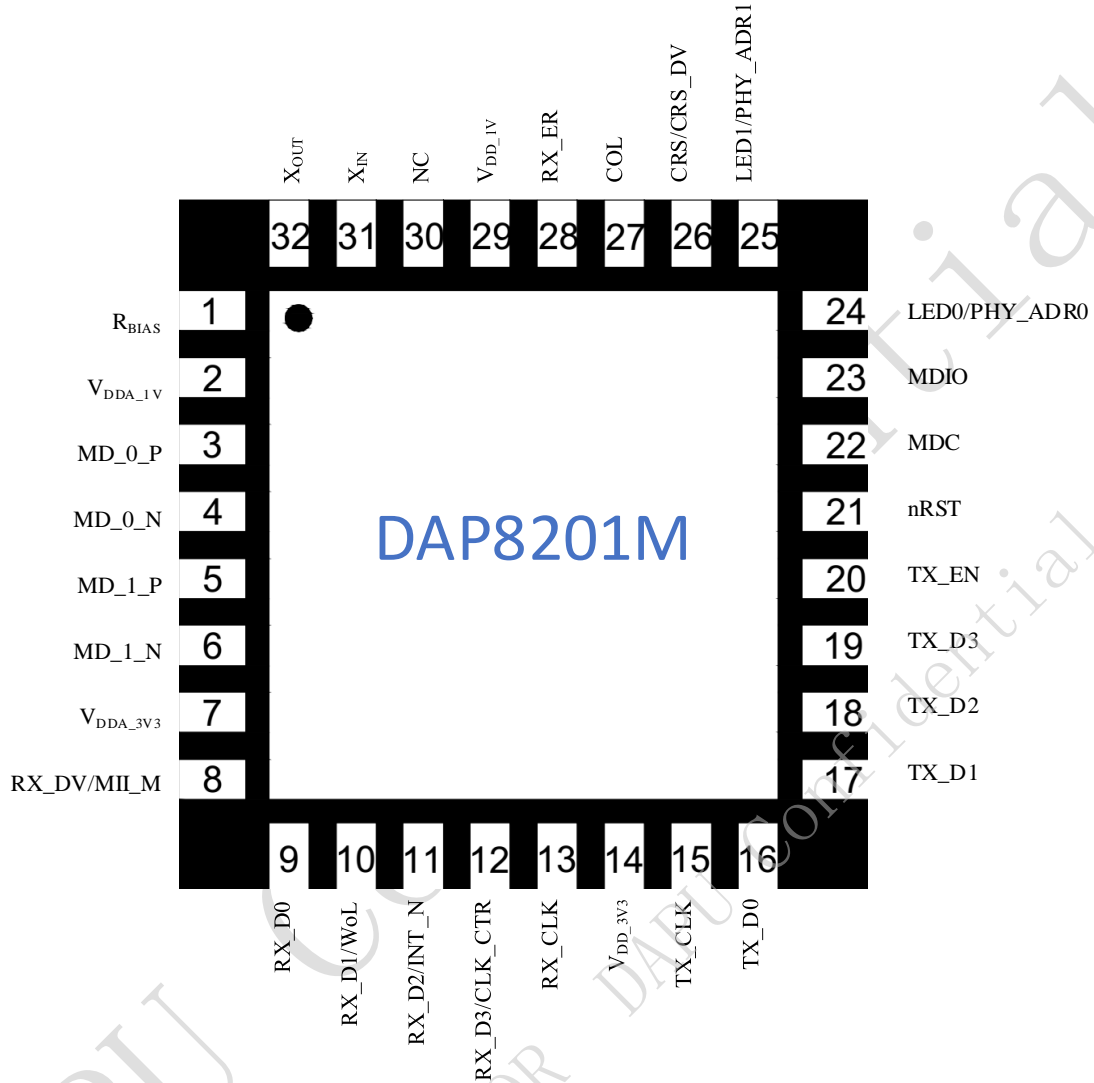 X_OUT
X_IN
NC
V_DD_1V
RX_ER
COL
CRS/CRS_DV
LED1/PHY_ADR1
32
31
30
29
28
27
26
25
R_BIAS
1
V_DDA_1V
2
MD_0_P
3
MD_0_N
4
MD_1_P
5
MD_1_N
6
V_DDA_3V3
7
RX_DV/MII_M
8
DAP8201M
24
LED0/PHY_ADR0
23
MDIO
22
MDC
21
nRST
20
TX_EN
19
TX_D3
18
TX_D2
17
TX_D1
9
10
11
12
13
14
15
16
RX_D0
RX_D1/WoL
RX_D2/INT_N
RX_D3/CLK_CTR
RX_CLK
V_DD_3V3
TX_CLK
TX_D0
DAPU Confidential